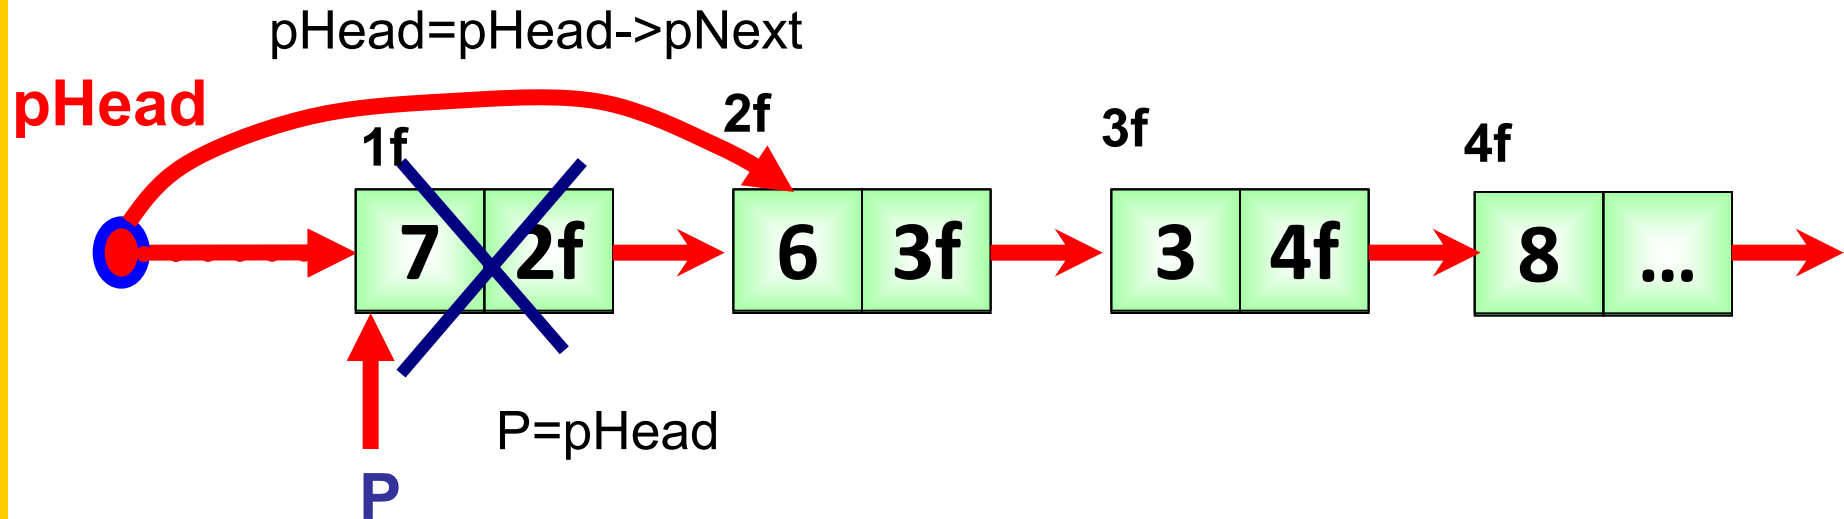 pHead=pHead->pNext
pHead
1f
2f
3f
4f
7 2f
6 3f
3 4f
8 ...
P=pHead
P